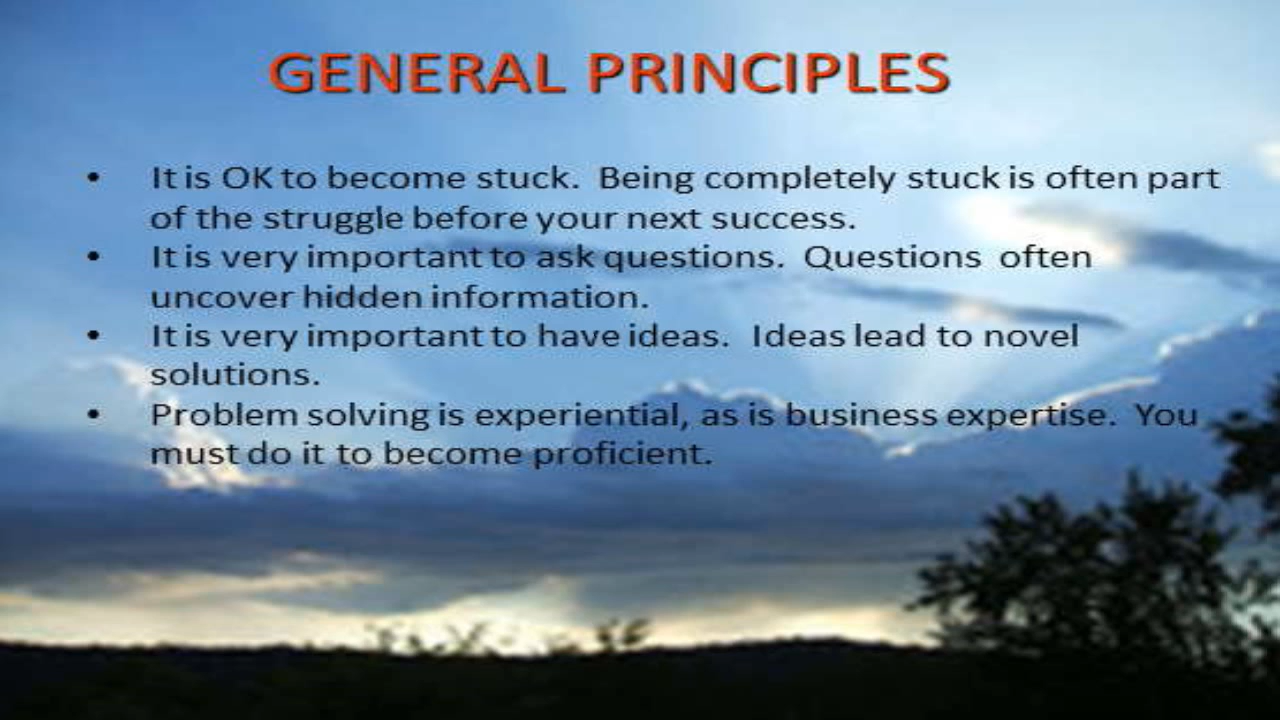 GENERAL PRINCIPLES
• It is OK to become stuck. Being completely stuck is often part
of the struggle before your next success.
• It is very important to ask questions. Questions often
uncover hidden information.
• It is very important to have ideas. Ideas lead to novel
solutions.
• Problem solving is experiential, as is business expertise. You
must do it to become proficient.